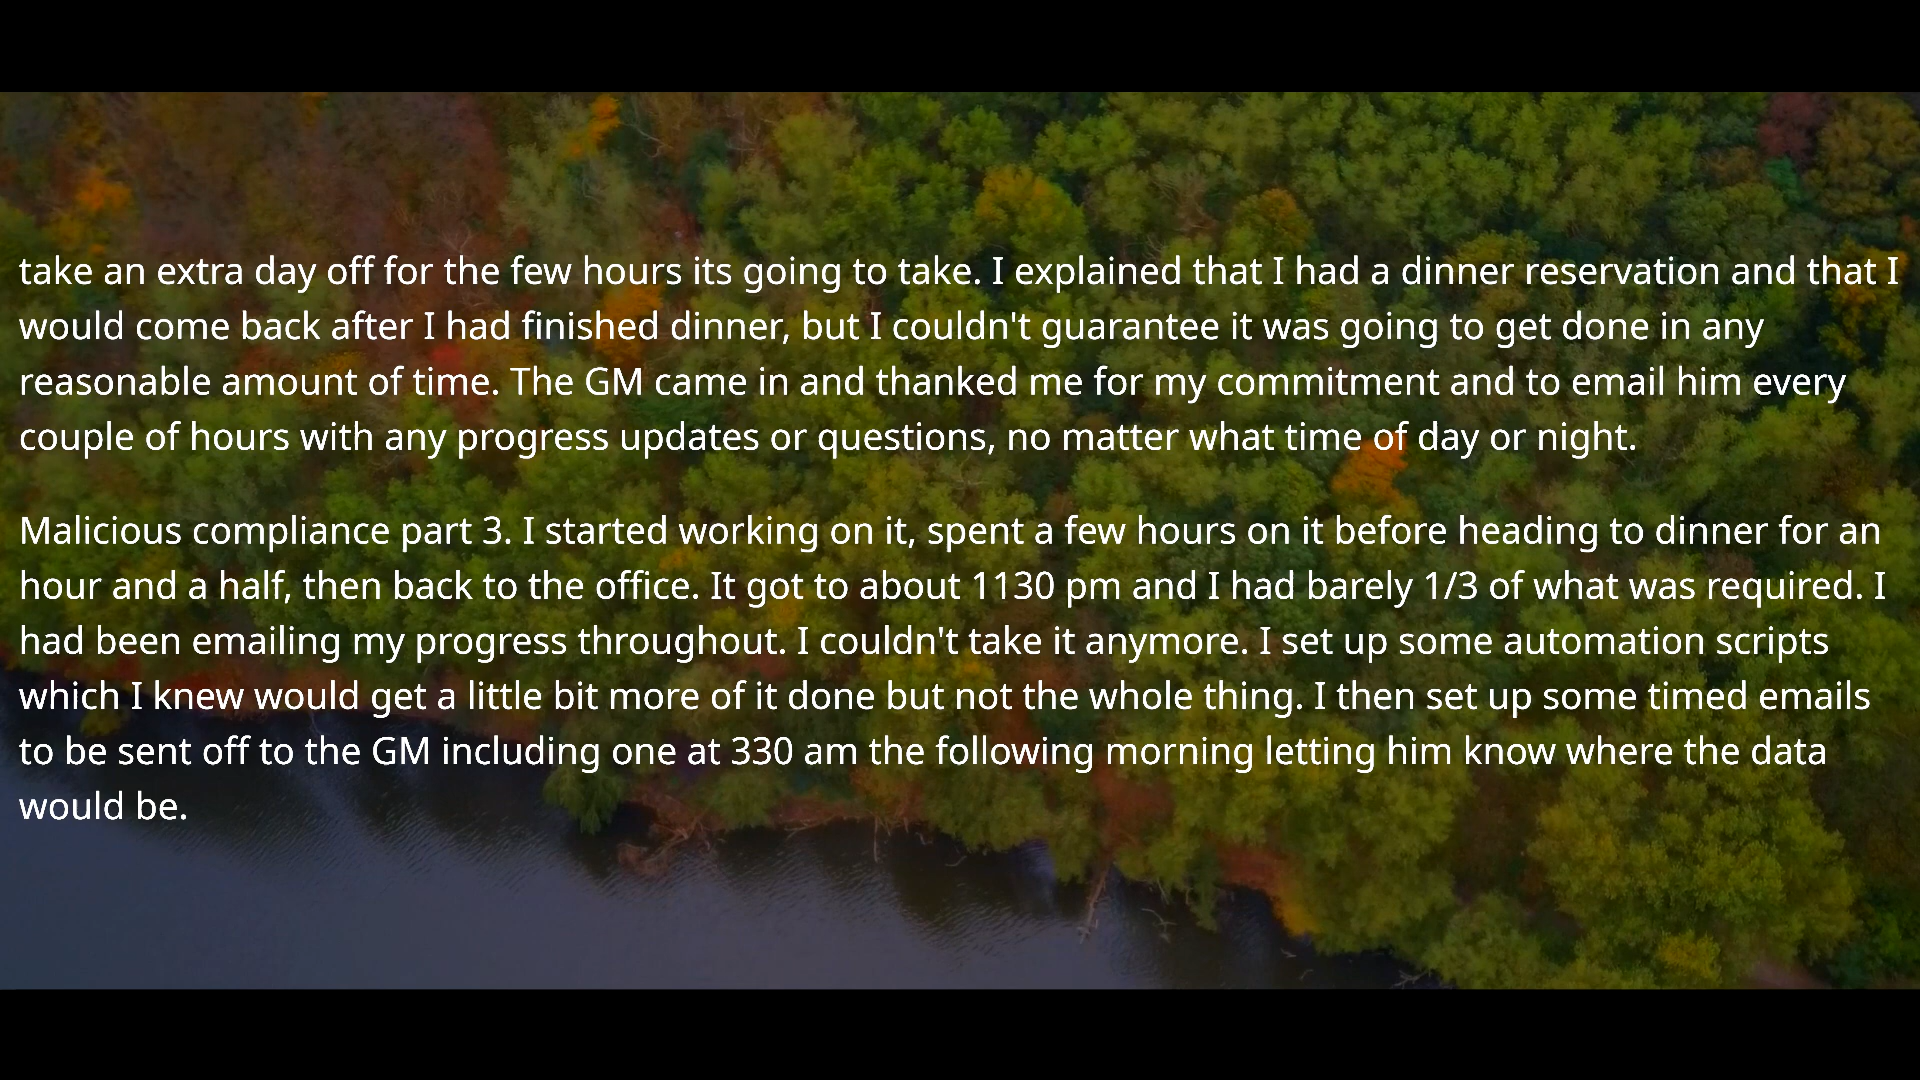 take an extra day off for the few hours its going to take. I explained that I had a dinner reservation and that I
would come back after I had finished dinner, but I couldn't guarantee it was going to get done in any
reasonable amount of time. The GM came in and thanked me for my commitment and to email him every
couple of hours with any progress updates or questions, no matter what time of day or night.
Malicious compliance part 3. I started working on it, spent a few hours on it before heading to dinner for an
hour and a half, then back to the office. It got to about 1130 pm and I had barely 1/3 of what was required. I
had been emailing my progress throughout. I couldn't take it anymore. I set up some automation scripts
which I knew would get a little bit more of it done but not the whole thing. I then set up some timed emails
to be sent off to the GM including one at 330 am the following morning letting him know where the data
would be.